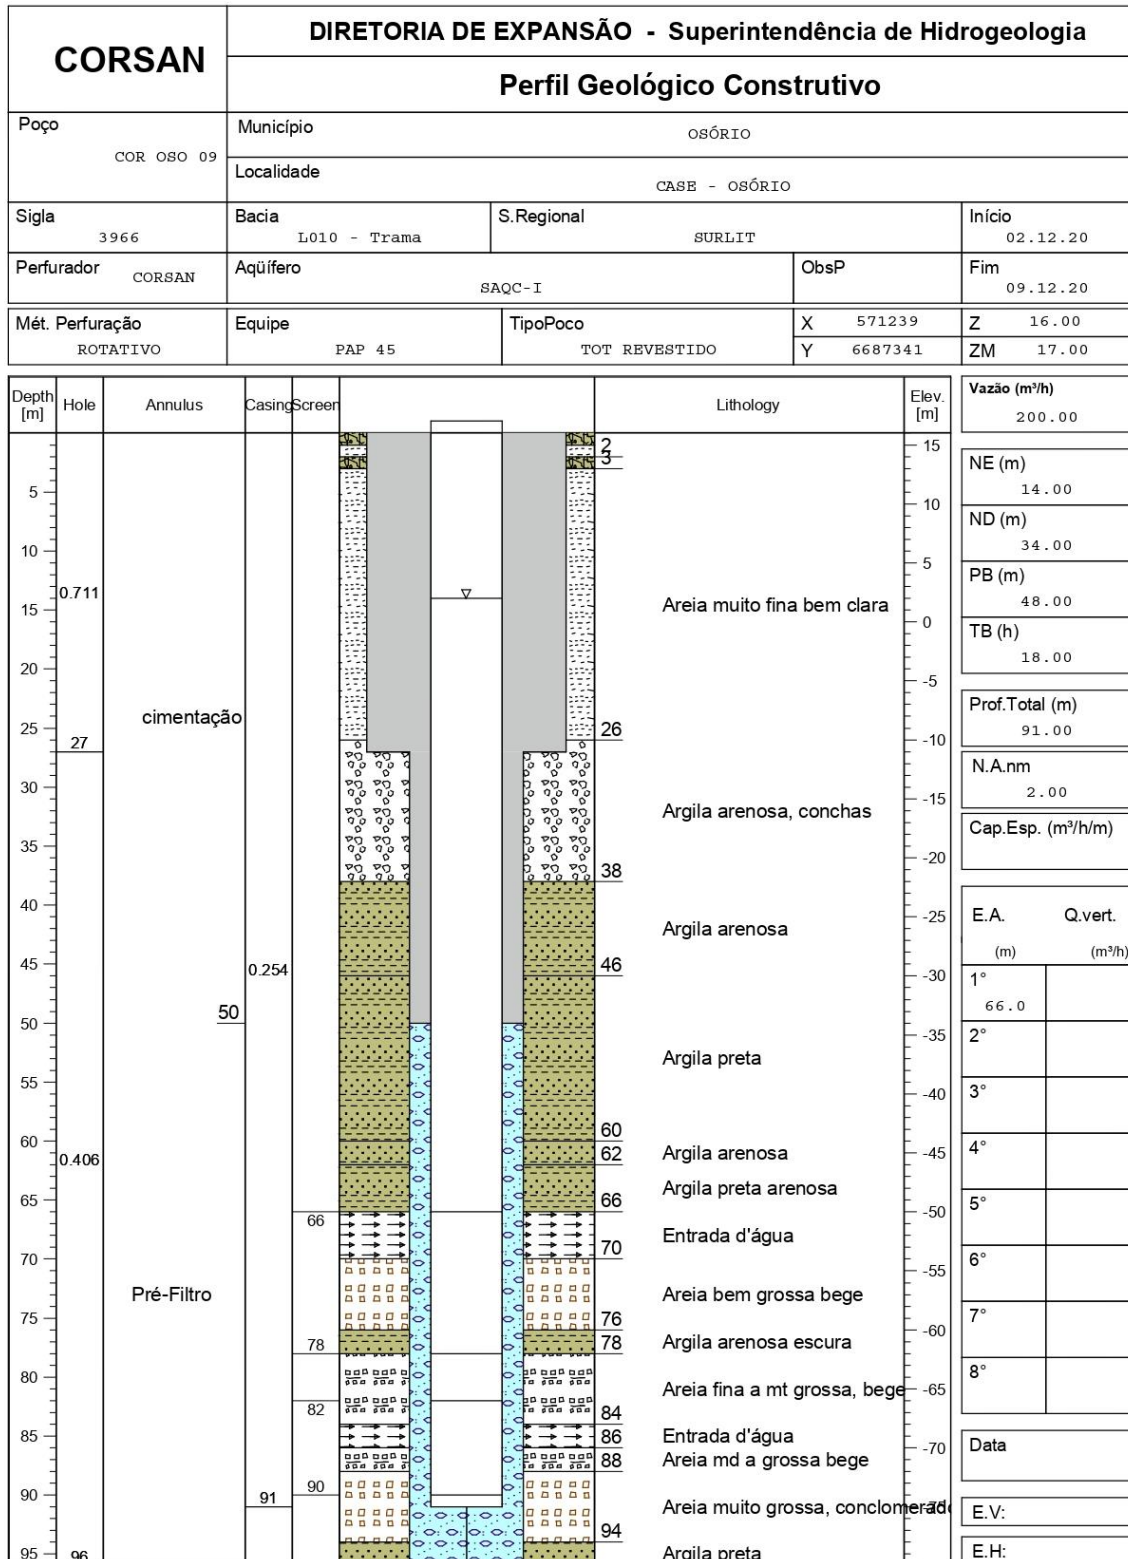 CORSAN
DIRETORIA DE EXPANSÃO - Superintendência de Hidrogeologia
Perfil Geológico Construtivo
Poço
COR OSO 09
Município
OSÓRIO
Localidade
CASE - OSÓRIO
Sigla
3966
Bacia
L010 - Trama
S.Regional
SURLIT
Início
02.12.20
Perfurador
CORSAN
Aqüífero
SAQC-I
ObsP
Fim
09.12.20
Mét. Perfuração
ROTATIVO
Equipe
PAP 45
TipoPoco
TOT REVESTIDO
X 571239
Y 6687341
Z 16.00
ZM 17.00
Depth [m]
Hole
Annulus
Casing
Screen
Lithology
Elev. [m]
5
10
15
20
25
30
35
40
45
50
55
60
65
70
75
80
85
90
95
0.711
27
0.406
96
cimentação
50
Pré-Filtro
0.254
91
66
78
82
90
2
3
26
38
46
60
62
66
70
76
78
84
86
88
94
Areia muito fina bem clara
Argila arenosa, conchas
Argila arenosa
Argila preta
Argila arenosa
Argila preta arenosa
Entrada d'água
Areia bem grossa bege
Argila arenosa escura
Areia fina a mt grossa, bege
Entrada d'água
Areia md a grossa bege
Areia muito grossa, conclomerado
Argila preta
15
10
5
0
-5
-10
-15
-20
-25
-30
-35
-40
-45
-50
-55
-60
-65
-70
-75
Vazão (m³/h)
200.00
NE (m)
14.00
ND (m)
34.00
PB (m)
48.00
TB (h)
18.00
Prof.Total (m)
91.00
N.A.nm
2.00
Cap.Esp. (m³/h/m)
E.A. Q.vert.
(m) (m³/h)
1°
66.0
2°
3°
4°
5°
6°
7°
8°
Data
E.V:
E.H: